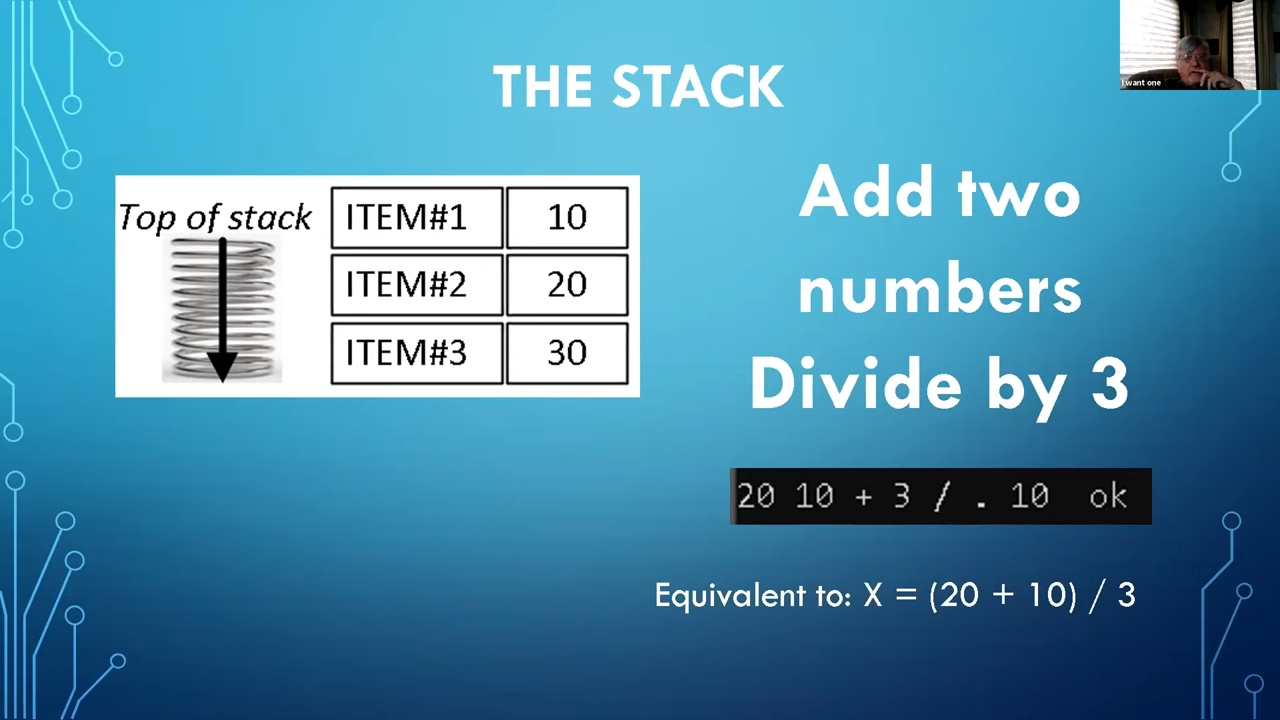 THE STACK
I want one
Top of stack
ITEM#1 10
ITEM#2 20
ITEM#3 30
Add two
numbers
Divide by 3
20 10 + 3 / . 10 ok
Equivalent to: X = (20 + 10) / 3